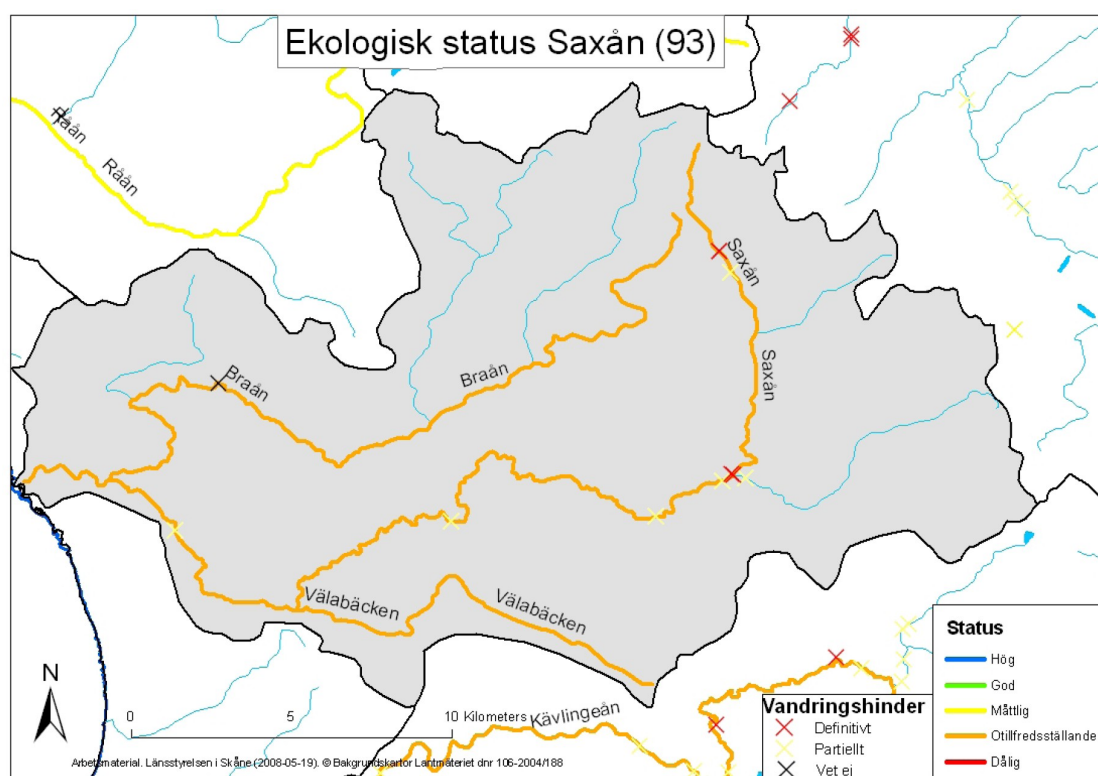 Ekologisk status Saxån (93)
Råån
Råån
Saxån
Saxån
Braån
Braån
Välabäcken
Välabäcken
Kävlingeån
N
0 5 10 Kilometers
Arbetsmaterial. Länsstyrelsen i Skåne (2008-05-19). © Bakgrundskartor Lantmäteriet dnr 106-2004/188
Vandringshinder
Definitivt
Partiellt
Vet ej
Status
Hög
God
Måttlig
Otillfredsställande
Dålig